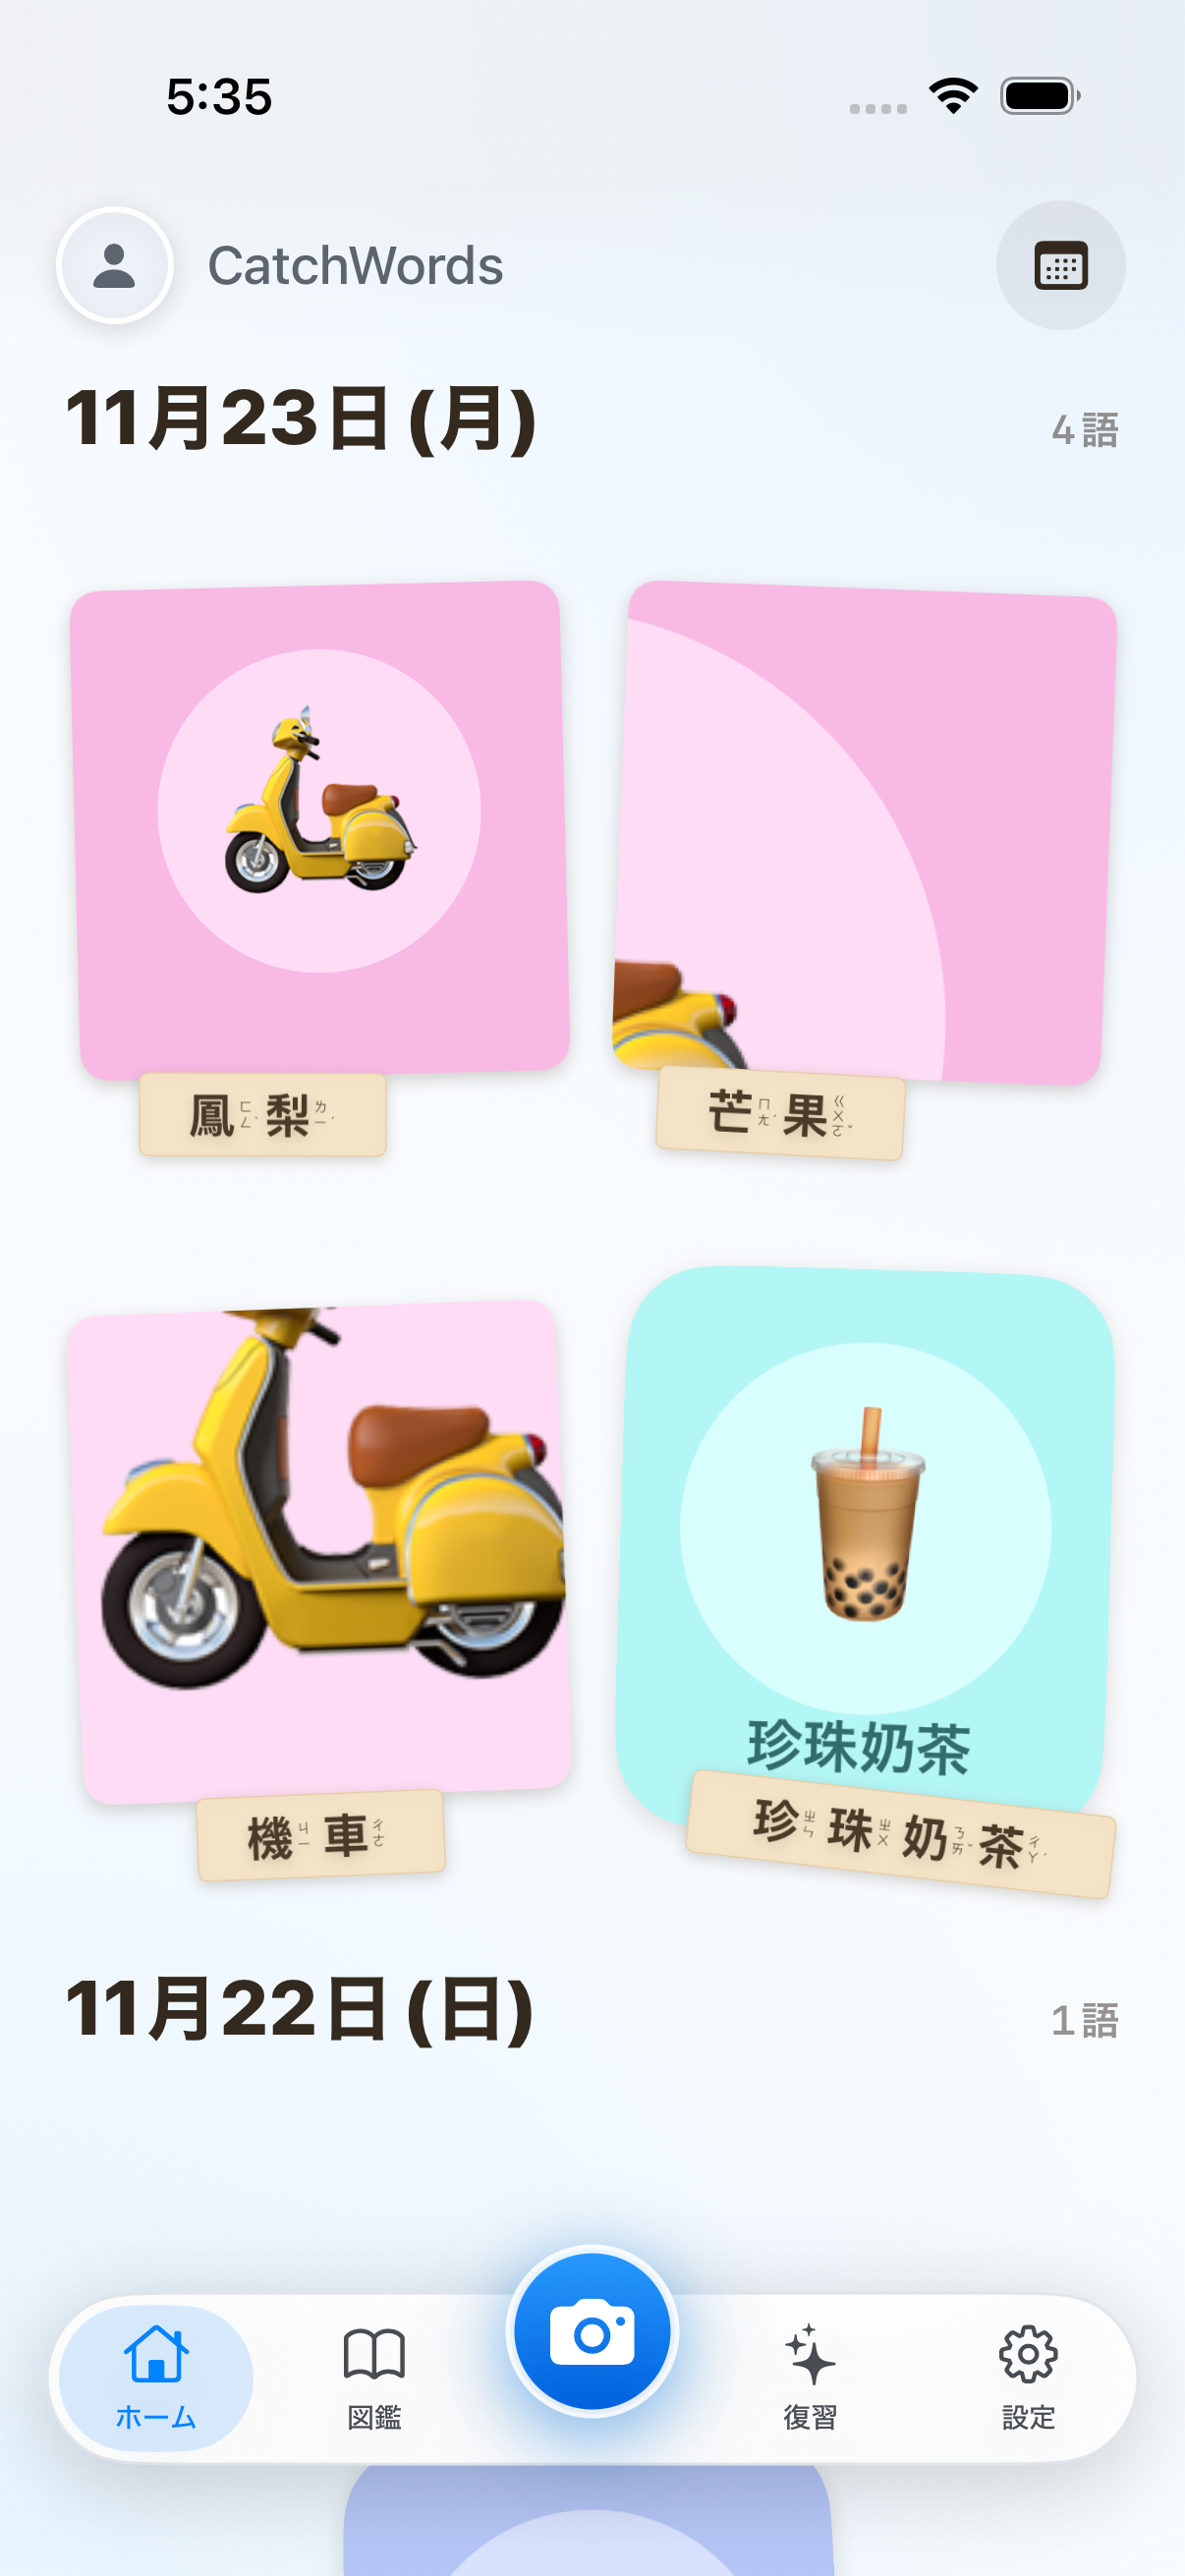 5:35
CatchWords
11月23日(月)
4語
鳳ㄈㄥˋ梨ㄌㄧˊ
芒ㄇㄤˊ果ㄍㄨㄛˇ
珍珠奶茶
機ㄐㄧ車ㄔㄜ
珍ㄓㄣ珠ㄓㄨ奶ㄋㄞˇ茶ㄔㄚˊ
11月22日(日)
1語
ホーム
図鑑
復習
設定